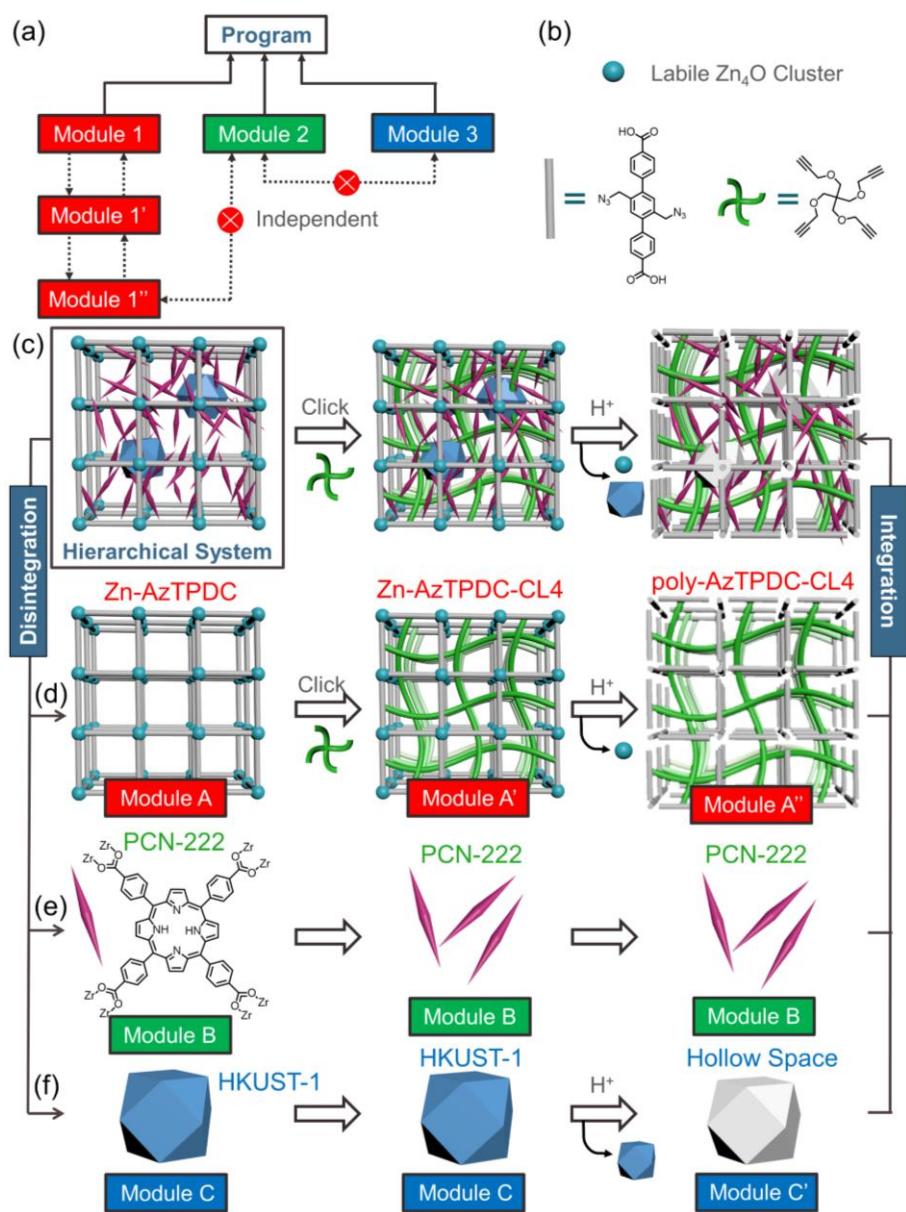 (a)
Program
Module 1
Module 2
Module 3
Module 1'
Independent
Module 1''
(b)
Labile Zn₄O Cluster
HO
O
N₃
N₃
O
OH
O
O
O
O
(c)
Click
H⁺
Hierarchical System
Disintegration
Integration
Zn-AzTPDC
Zn-AzTPDC-CL4
poly-AzTPDC-CL4
(d)
Click
H⁺
Module A
Module A'
Module A''
PCN-222
PCN-222
PCN-222
(e)
Zr
O
O
Zr
Zr
O
O
Zr
N
NH
HN
N
Zr
O
O
Zr
Zr
O
O
Zr
Module B
Module B
Module B
(f)
HKUST-1
HKUST-1
Hollow Space
H⁺
Module C
Module C
Module C'